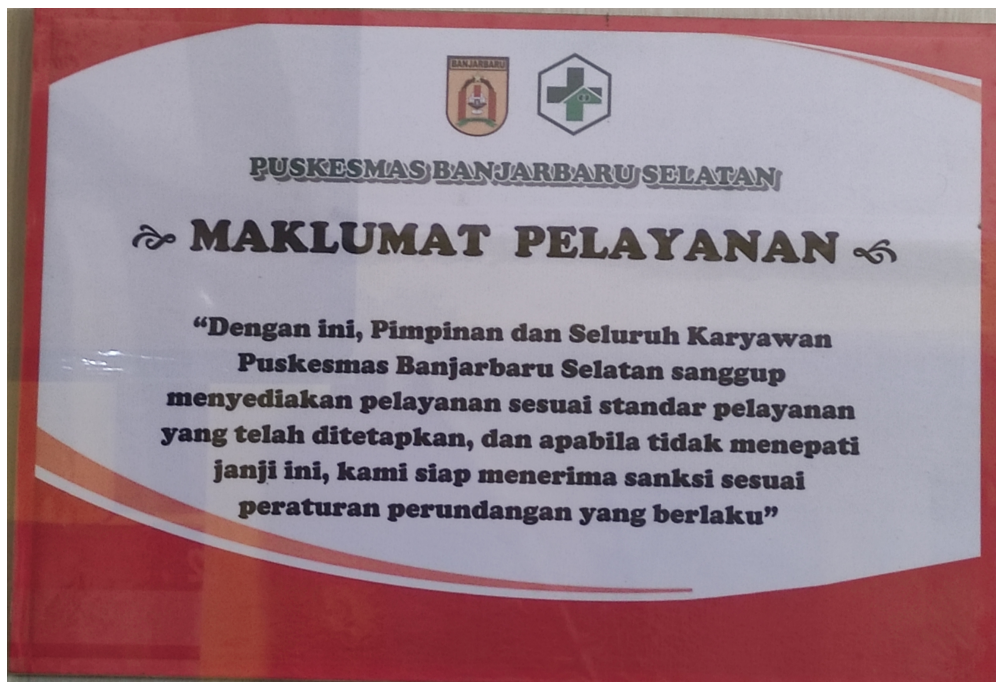 BANJARBARU
PUSKESMAS BANJARBARU SELATAN
MAKLUMAT PELAYANAN
“Dengan ini, Pimpinan dan Seluruh Karyawan
Puskesmas Banjarbaru Selatan sanggup
menyediakan pelayanan sesuai standar pelayanan
yang telah ditetapkan, dan apabila tidak menepati
janji ini, kami siap menerima sanksi sesuai
peraturan perundangan yang berlaku”